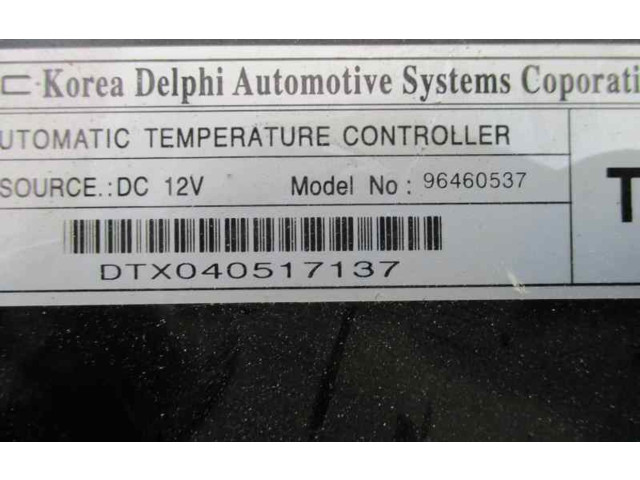 Korea Delphi Automotive Systems Coporati
UTOMATIC TEMPERATURE CONTROLLER
SOURCE.:DC 12V Model No : 96460537
T
DTX040517137